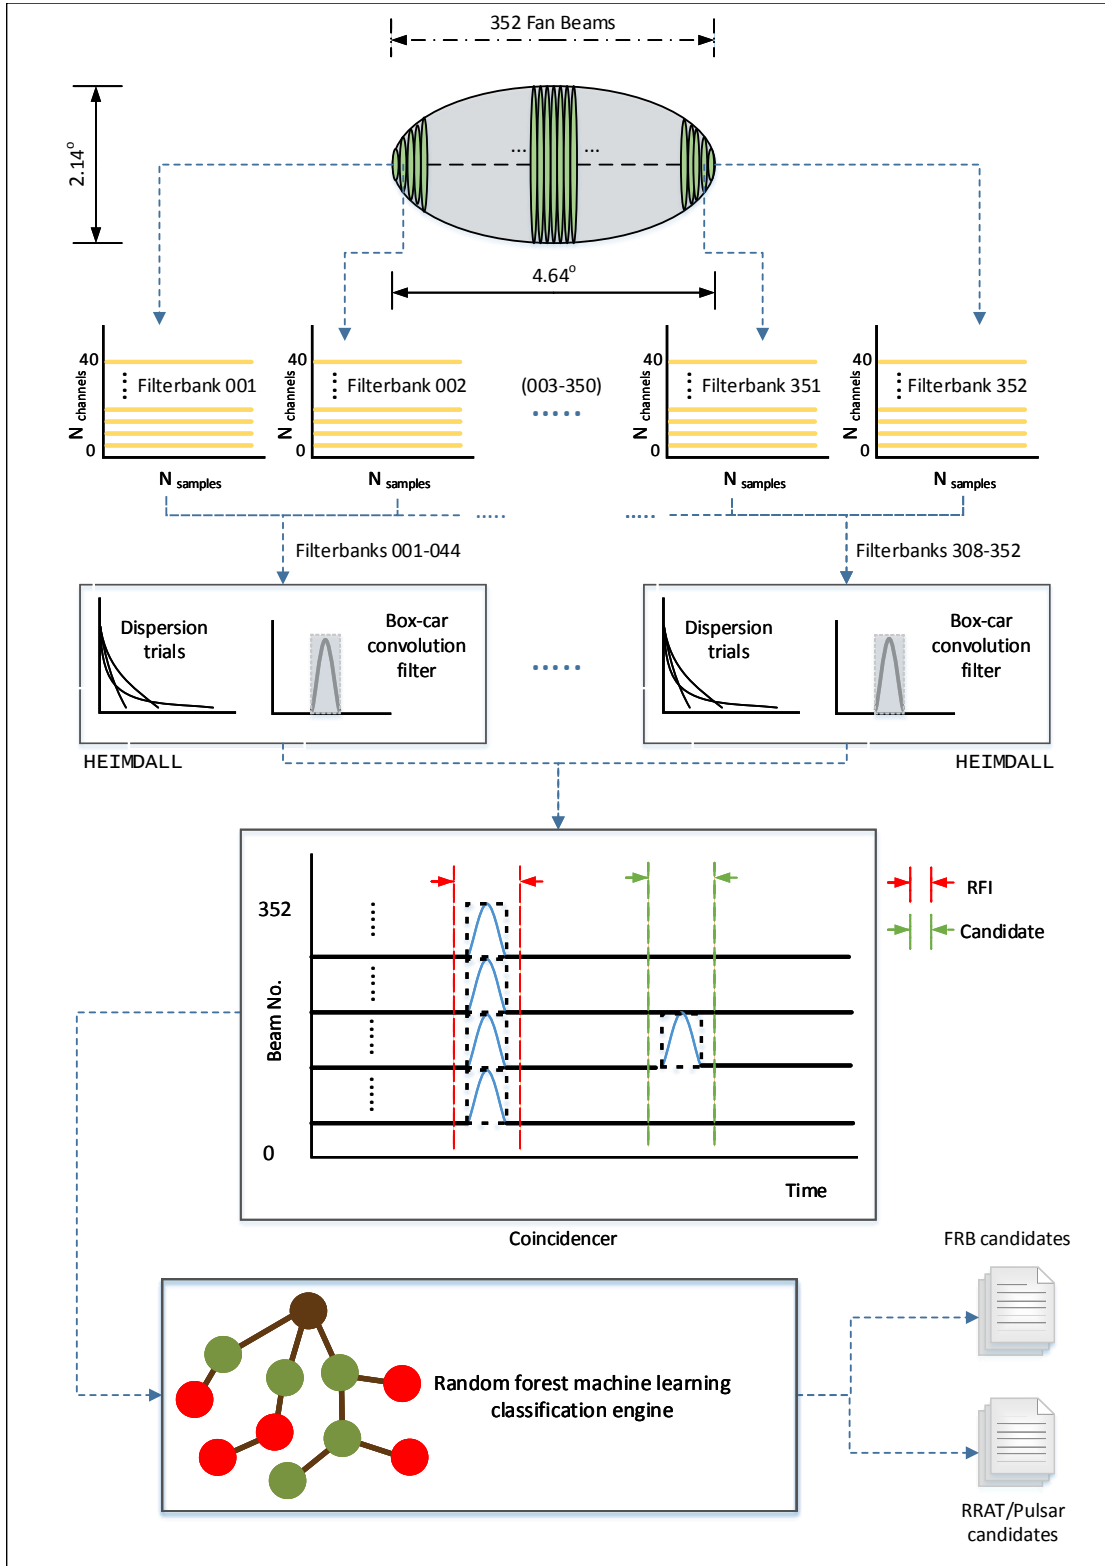 352 Fan Beams
2.14°
... ...
4.64°
40
N channels
0
Filterbank 001
N samples
40
N channels
0
Filterbank 002
N samples
(003-350)
40
N channels
0
Filterbank 351
N samples
40
N channels
0
Filterbank 352
N samples
Filterbanks 001-044
Filterbanks 308-352
Dispersion
trials
Box-car
convolution
filter
HEIMDALL
Dispersion
trials
Box-car
convolution
filter
HEIMDALL
352
Beam No.
0
Time
RFI
Candidate
Coincidencer
Random forest machine learning
classification engine
FRB candidates
RRAT/Pulsar
candidates